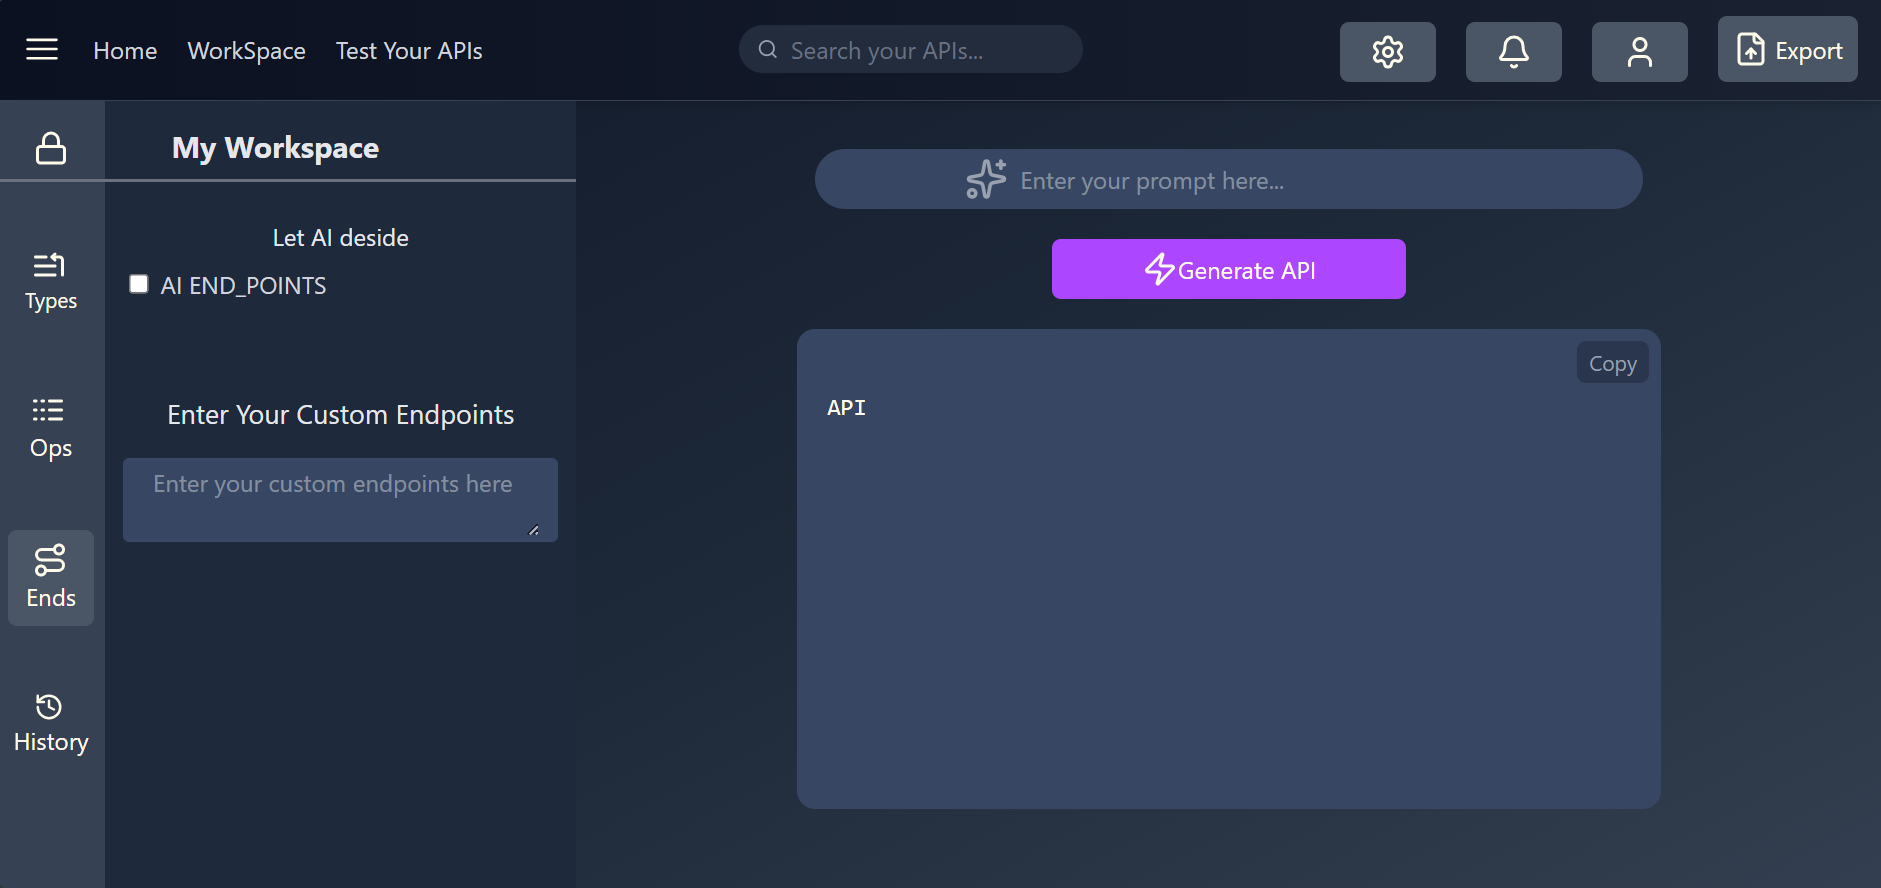 Home WorkSpace Test Your APIs Search your APIs... Export
My Workspace
Types
Ops
Ends
History
Let AI deside
AI END_POINTS
Enter Your Custom Endpoints
Enter your custom endpoints here
Enter your prompt here...
Generate API
Copy
API